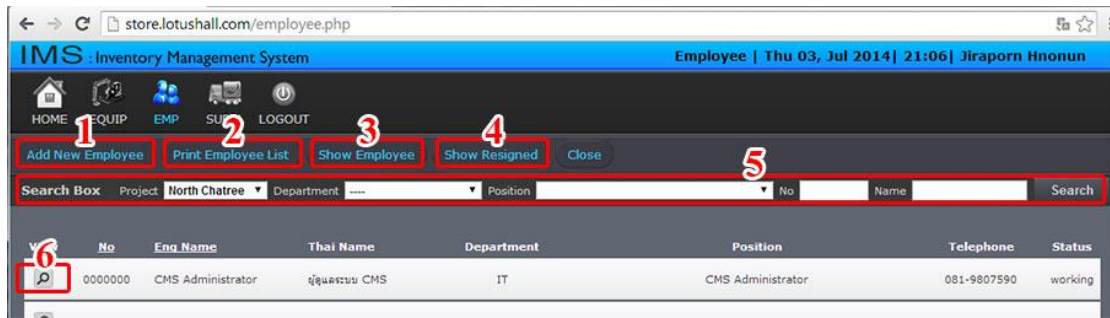 store.lotushall.com/employee.php
IMS : Inventory Management System Employee | Thu 03, Jul 2014| 21:06| Jiraporn Hnonun
HOME EQUIP EMP LOGOUT
1 2 3 4
Add New Employee Print Employee List Show Employee Show Resigned Close
5
Search Box Project North Chatree Department ---- Position No Name Search
No Eng Name Thai Name Department Position Telephone Status
6
0000000 CMS Administrator ผู้ดูแลระบบ CMS IT CMS Administrator 081-9807590 working